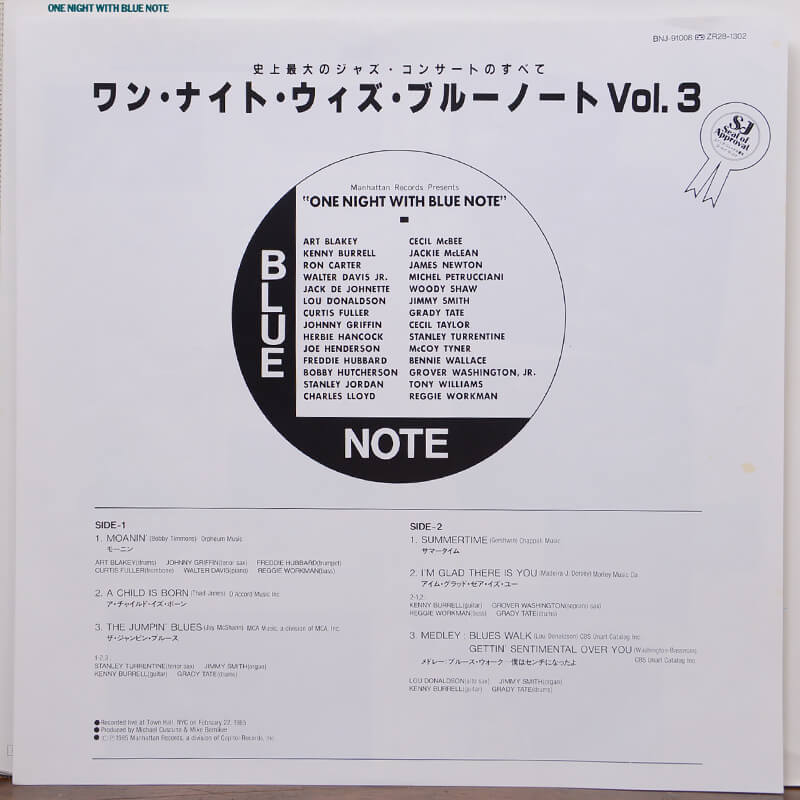 ONE NIGHT WITH BLUE NOTE
BNJ-91008 ZR28-1302
史上最大のジャズ・コンサートのすべて
ワン・ナイト・ウィズ・ブルーノート Vol. 3
SJ
Seal of
Approval
Manhattan Records Presents
"ONE NIGHT WITH BLUE NOTE"
ART BLAKEY
KENNY BURRELL
RON CARTER
WALTER DAVIS JR.
JACK DE JOHNETTE
LOU DONALDSON
CURTIS FULLER
JOHNNY GRIFFIN
HERBIE HANCOCK
JOE HENDERSON
FREDDIE HUBBARD
BOBBY HUTCHERSON
STANLEY JORDAN
CHARLES LLOYD
CECIL McBEE
JACKIE McLEAN
JAMES NEWTON
MICHEL PETRUCCIANI
WOODY SHAW
JIMMY SMITH
GRADY TATE
CECIL TAYLOR
STANLEY TURRENTINE
McCOY TYNER
BENNIE WALLACE
GROVER WASHINGTON, JR.
TONY WILLIAMS
REGGIE WORKMAN
BLUE
NOTE
SIDE-1
1. MOANIN' (Bobby Timmons) Orpheum Music
モーニン
ART BLAKEY(drums) JOHNNY GRIFFIN(tenor sax) FREDDIE HUBBARD(trumpet)
CURTIS FULLER(trombone) WALTER DAVIS(piano) REGGIE WORKMAN(bass)
2. A CHILD IS BORN (Thad Jones) D'Accord Music Inc.
ア・チャイルド・イズ・ボーン
3. THE JUMPIN' BLUES (Jay McShann) MCA Music, a division of MCA, Inc.
ザ・ジャンピン・ブルース
1-2,3 :
STANLEY TURRENTINE(tenor sax) JIMMY SMITH(organ)
KENNY BURRELL(guitar) GRADY TATE(drums)
●Recorded live at Town Hall, NYC on February 22, 1985
●Produced by Michael Cuscuna & Mike Berniker
●(C)(P)1985 Manhattan Records, a division of Capitol Records, Inc.
SIDE-2
1. SUMMERTIME (Gershwin) Chappell Music
サマータイム
2. I'M GLAD THERE IS YOU (Madeira-J. Dorsey) Morley Music Co.
アイム・グラッド・ゼア・イズ・ユー
2-1,2 :
KENNY BURRELL(guitar) GROVER WASHINGTON(soprano sax)
REGGIE WORKMAN(bass) GRADY TATE(drums)
3. MEDLEY : BLUES WALK (Lou Donaldson) CBS Unart Catalog Inc.
GETTIN' SENTIMENTAL OVER YOU (Washington-Bassman)
メドレー：ブルース・ウォーク〜僕はセンチになったよ CBS Unart Catalog Inc.
LOU DONALDSON(alto sax) JIMMY SMITH(organ)
KENNY BURRELL(guitar) GRADY TATE(drums)